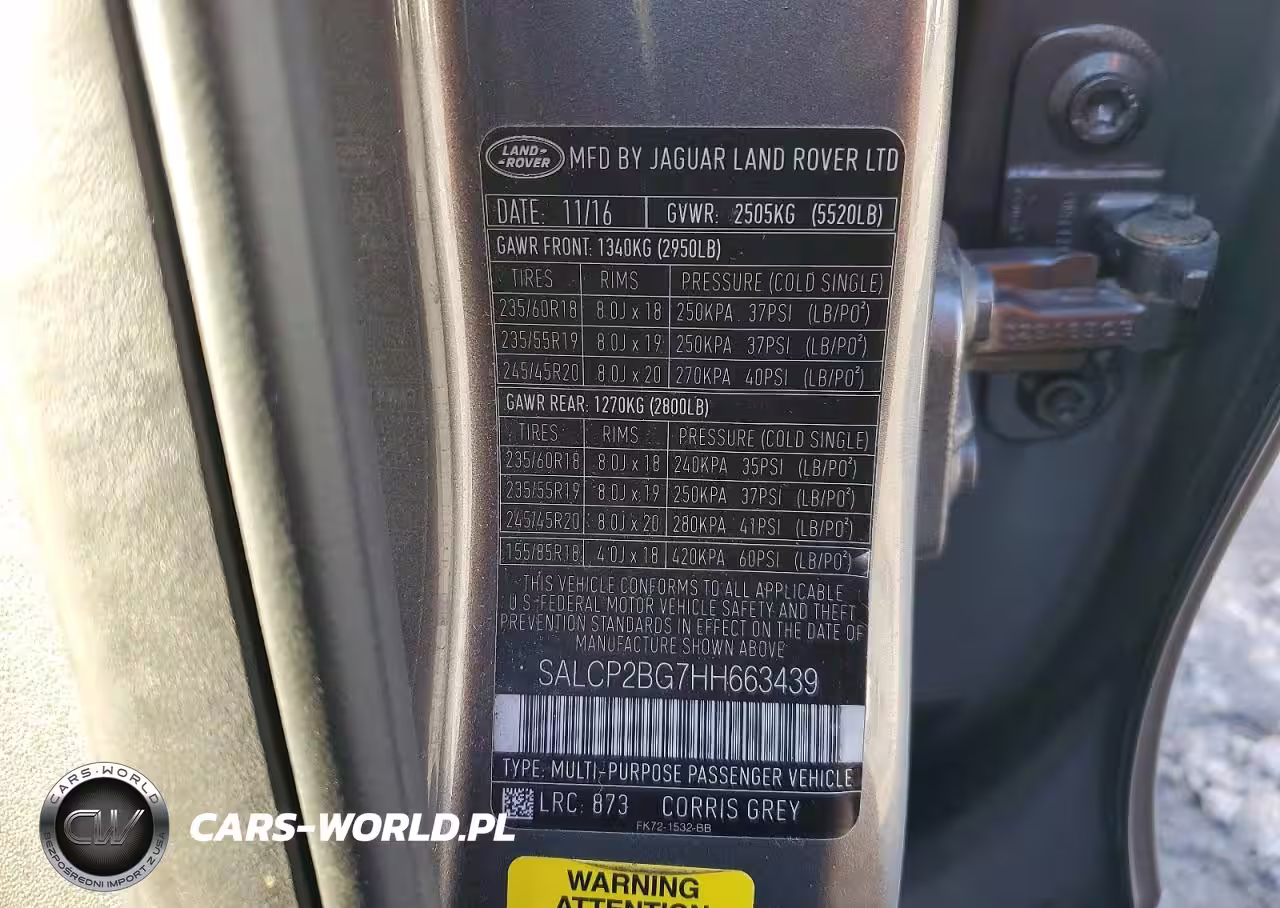 LAND-
-ROVER
MFD BY JAGUAR LAND ROVER LTD
DATE: 11/16 GVWR: 2505KG (5520LB)
GAWR FRONT: 1340KG (2950LB)
TIRES RIMS PRESSURE (COLD SINGLE)
235/60R18 8.0J x 18 250KPA 37PSI (LB/PO²)
235/55R19 8.0J x 19 250KPA 37PSI (LB/PO²)
245/45R20 8.0J x 20 270KPA 40PSI (LB/PO²)
GAWR REAR: 1270KG (2800LB)
TIRES RIMS PRESSURE (COLD SINGLE)
235/60R18 8.0J x 18 240KPA 35PSI (LB/PO²)
235/55R19 8.0J x 19 250KPA 37PSI (LB/PO²)
245/45R20 8.0J x 20 280KPA 41PSI (LB/PO²)
155/85R18 4.0J x 18 420KPA 60PSI (LB/PO²)
THIS VEHICLE CONFORMS TO ALL APPLICABLE
U.S-FEDERAL MOTOR VEHICLE SAFETY AND THEFT
PREVENTION STANDARDS IN EFFECT ON THE DATE OF
MANUFACTURE SHOWN ABOVE
SALCP2BG7HH663439
TYPE: MULTI-PURPOSE PASSENGER VEHICLE
LRC: 873 CORRIS GREY
FK72-1532-BB
WARNING
ATTENTION
CARS-WORLD
CW
BEZPOŚREDNI IMPORT Z USA
CARS-WORLD.PL